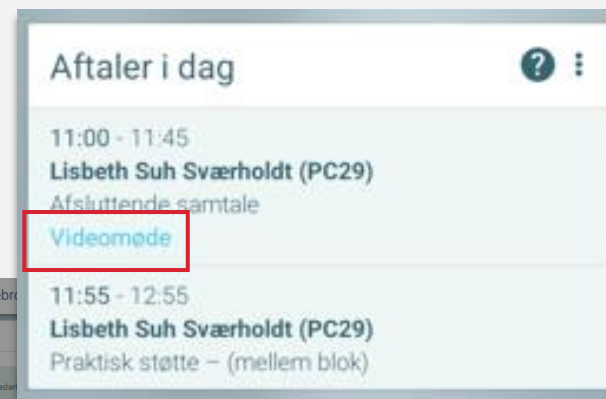 Aftaler i dag
11:00 - 11:45
Lisbeth Suh Sværholdt (PC29)
Afsluttende samtale
Videomøde
11:55 - 12:55
Lisbeth Suh Sværholdt (PC29)
Praktisk støtte – (mellem blok)